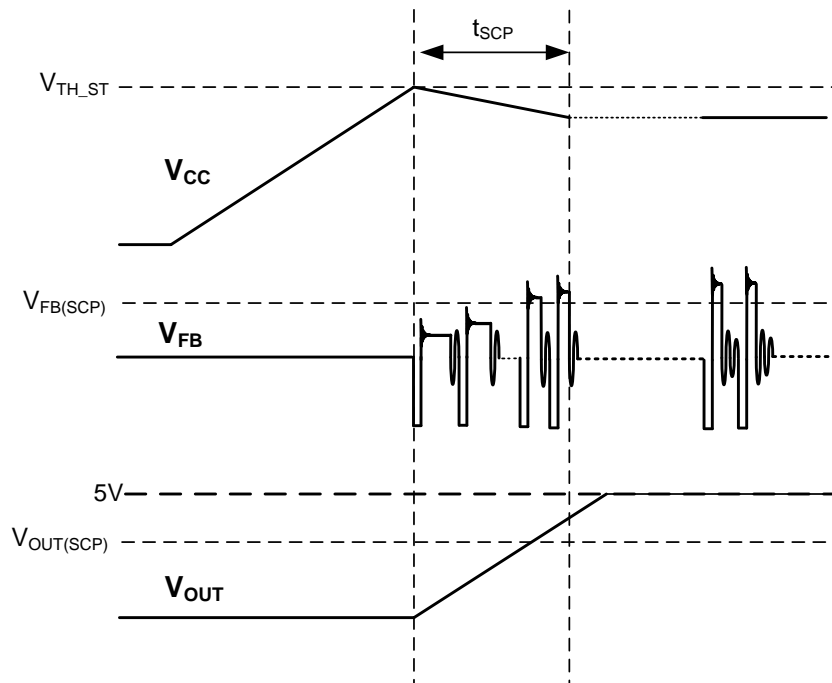 tSCP
VTH_ST
VCC
VFB(SCP)
VFB
5V
VOUT(SCP)
VOUT